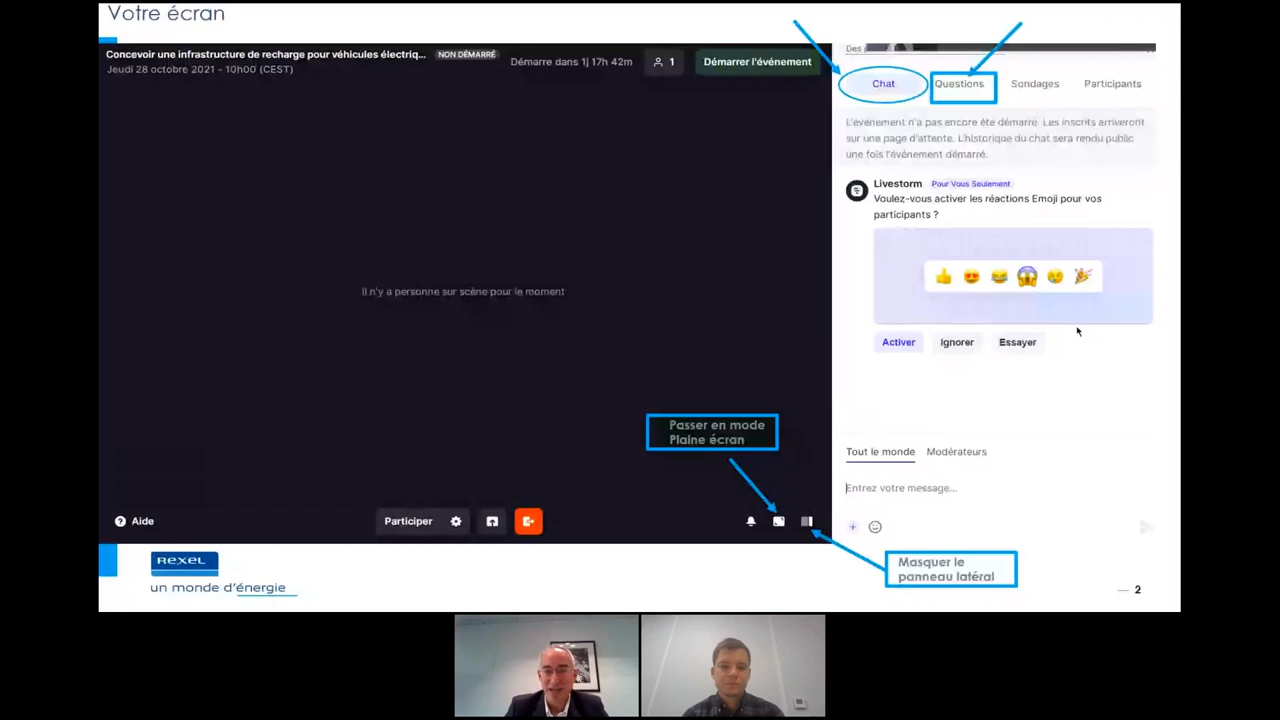 Votre écran
Concevoir une infrastructure de recharge pour véhicules électriq...
NON DÉMARRÉ
Jeudi 28 octobre 2021 - 10h00 (CEST)
Démarre dans 1j 17h 42m
1
Démarrer l'événement
Des
Chat
Questions
Sondages
Participants
L'événement n'a pas encore été démarré. Les inscrits arriveront
sur une page d'attente. L'historique du chat sera rendu public
une fois l'événement démarré.
Livestorm
Pour Vous Seulement
Voulez-vous activer les réactions Emoji pour vos
participants ?
Activer
Ignorer
Essayer
Il n'y a personne sur scène pour le moment
Passer en mode
Plaine écran
Tout le monde
Modérateurs
Entrez votre message...
Aide
Participer
Masquer le
panneau latéral
REXEL
un monde d'énergie
2